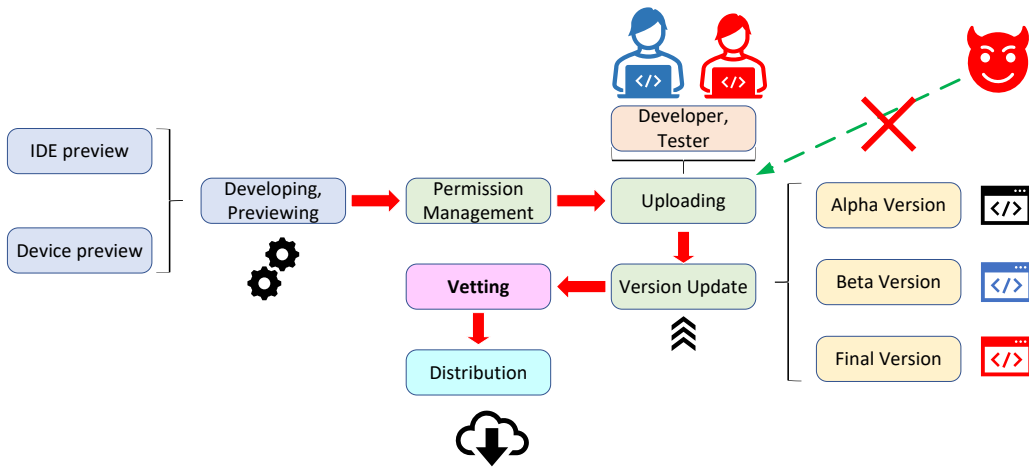 </>
</>
Developer,
Tester
IDE preview
Developing,
Previewing
Permission
Management
Uploading
Alpha Version
</>
Device preview
Vetting
Version Update
Beta Version
</>
Distribution
Final Version
</>